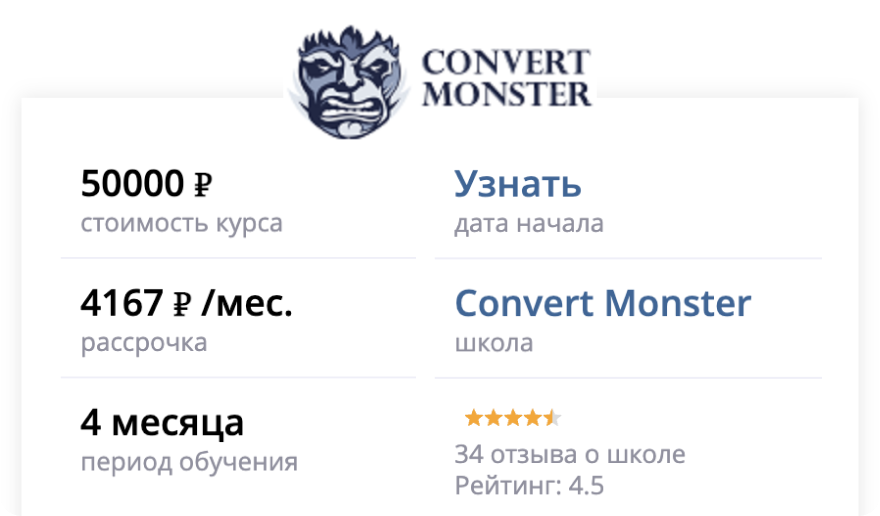 CONVERT
MONSTER
50000 ₽
стоимость курса
Узнать
дата начала
4167 ₽ /мес.
рассрочка
Convert Monster
школа
4 месяца
период обучения
34 отзыва о школе
Рейтинг: 4.5